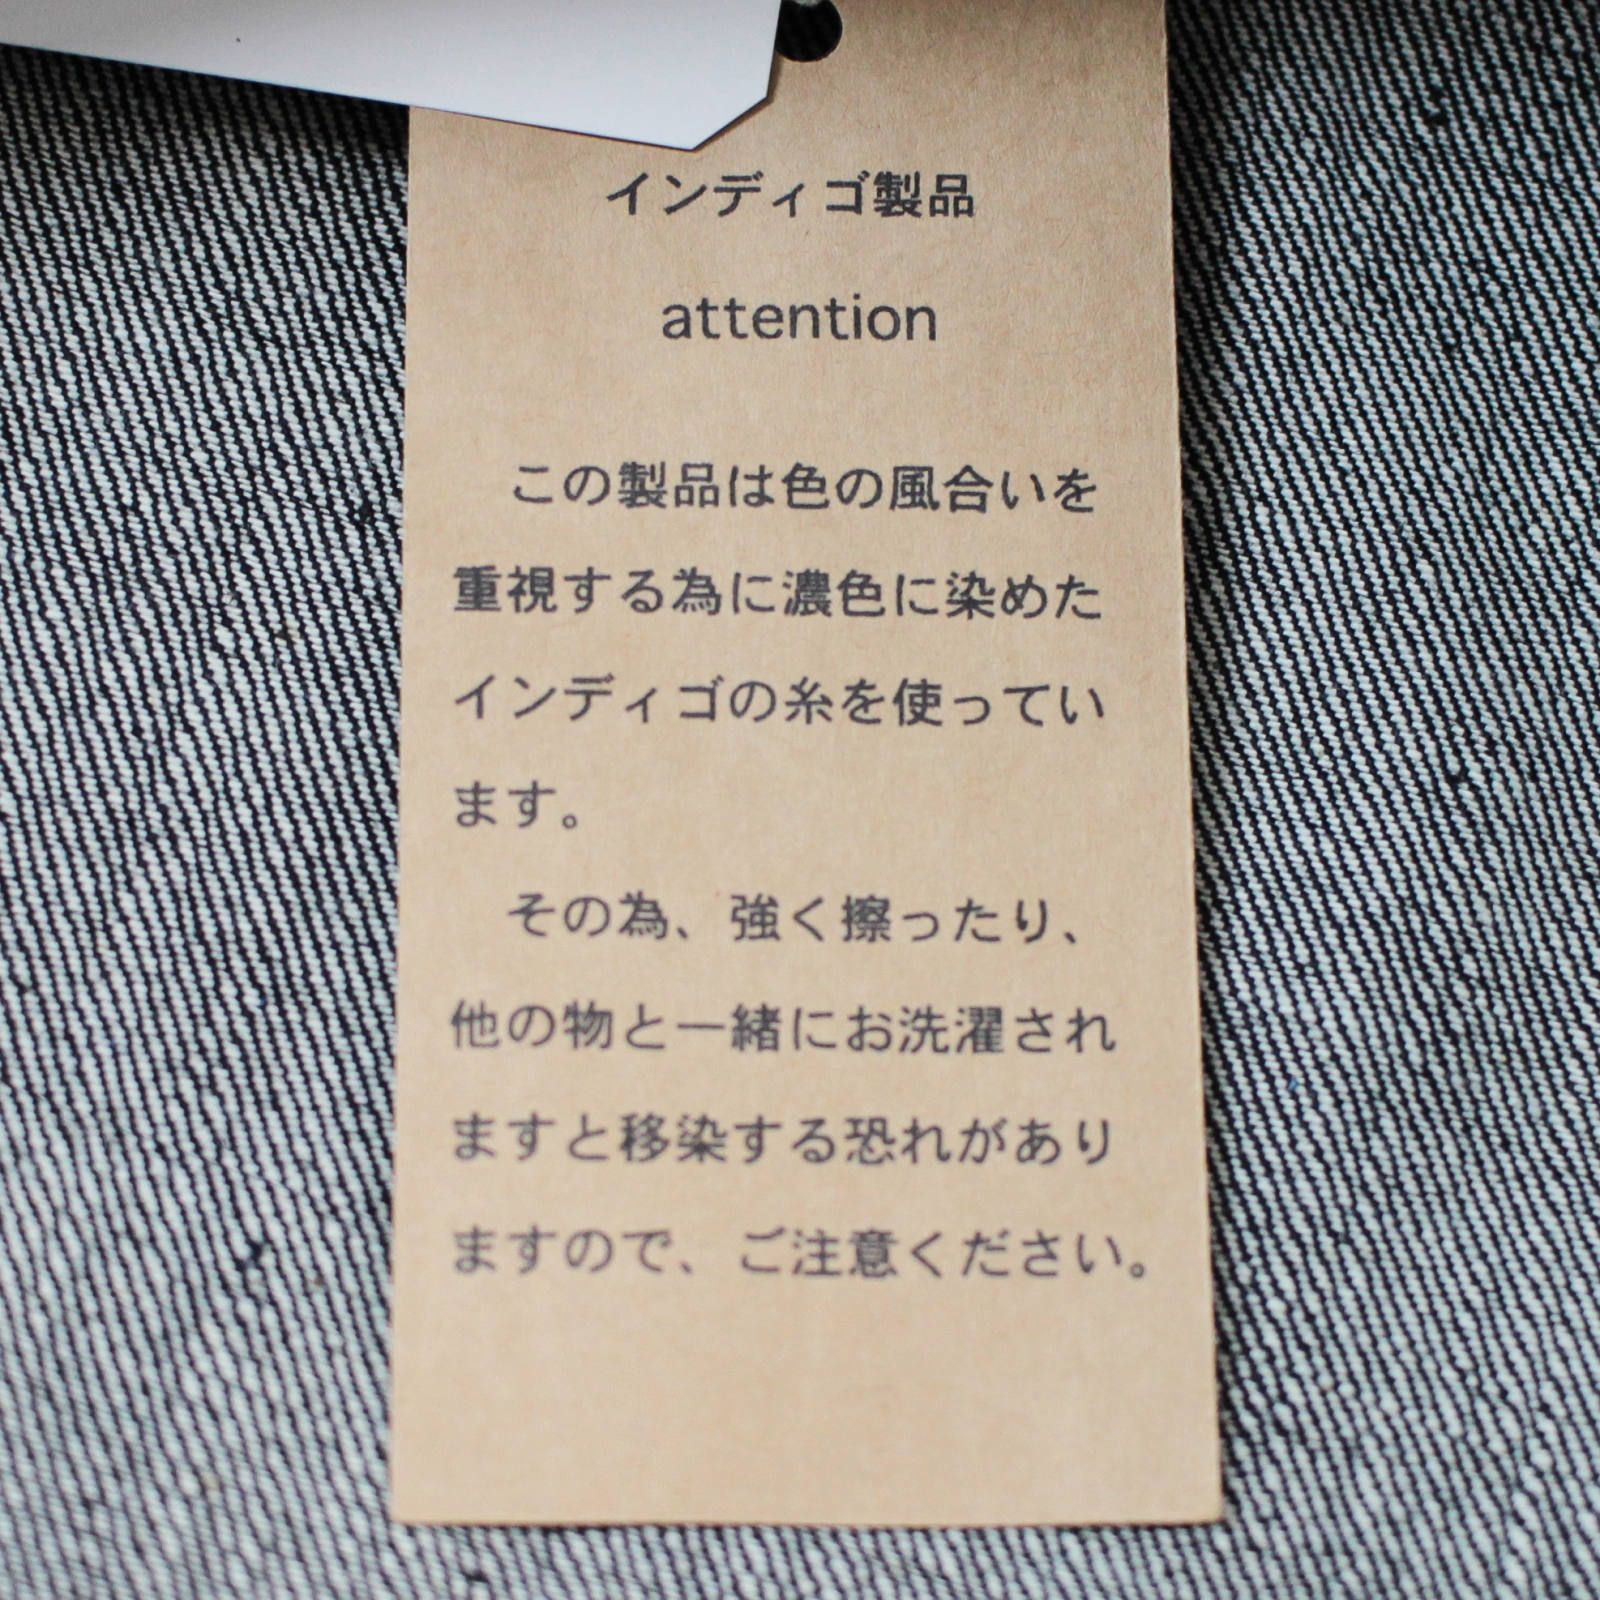 インディゴ製品
attention
この製品は色の風合いを
重視する為に濃色に染めた
インディゴの糸を使ってい
ます。
その為、強く擦ったり、
他の物と一緒にお洗濯され
ますと移染する恐れがあり
ますので、ご注意ください。